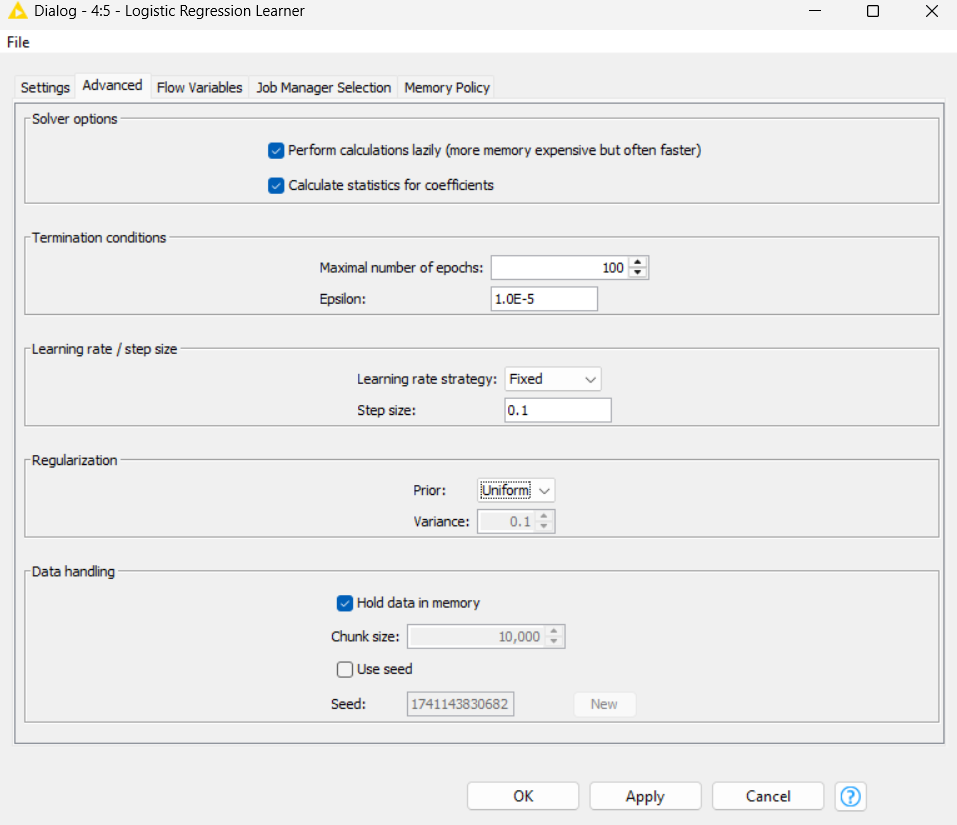 Dialog - 4:5 - Logistic Regression Learner
File
Settings Advanced Flow Variables Job Manager Selection Memory Policy
Solver options
Perform calculations lazily (more memory expensive but often faster)
Calculate statistics for coefficients
Termination conditions
Maximal number of epochs: 100
Epsilon: 1.0E-5
Learning rate / step size
Learning rate strategy: Fixed
Step size: 0.1
Regularization
Prior: Uniform
Variance: 0.1
Data handling
Hold data in memory
Chunk size: 10,000
Use seed
Seed: 1741143830682 New
OK Apply Cancel ?